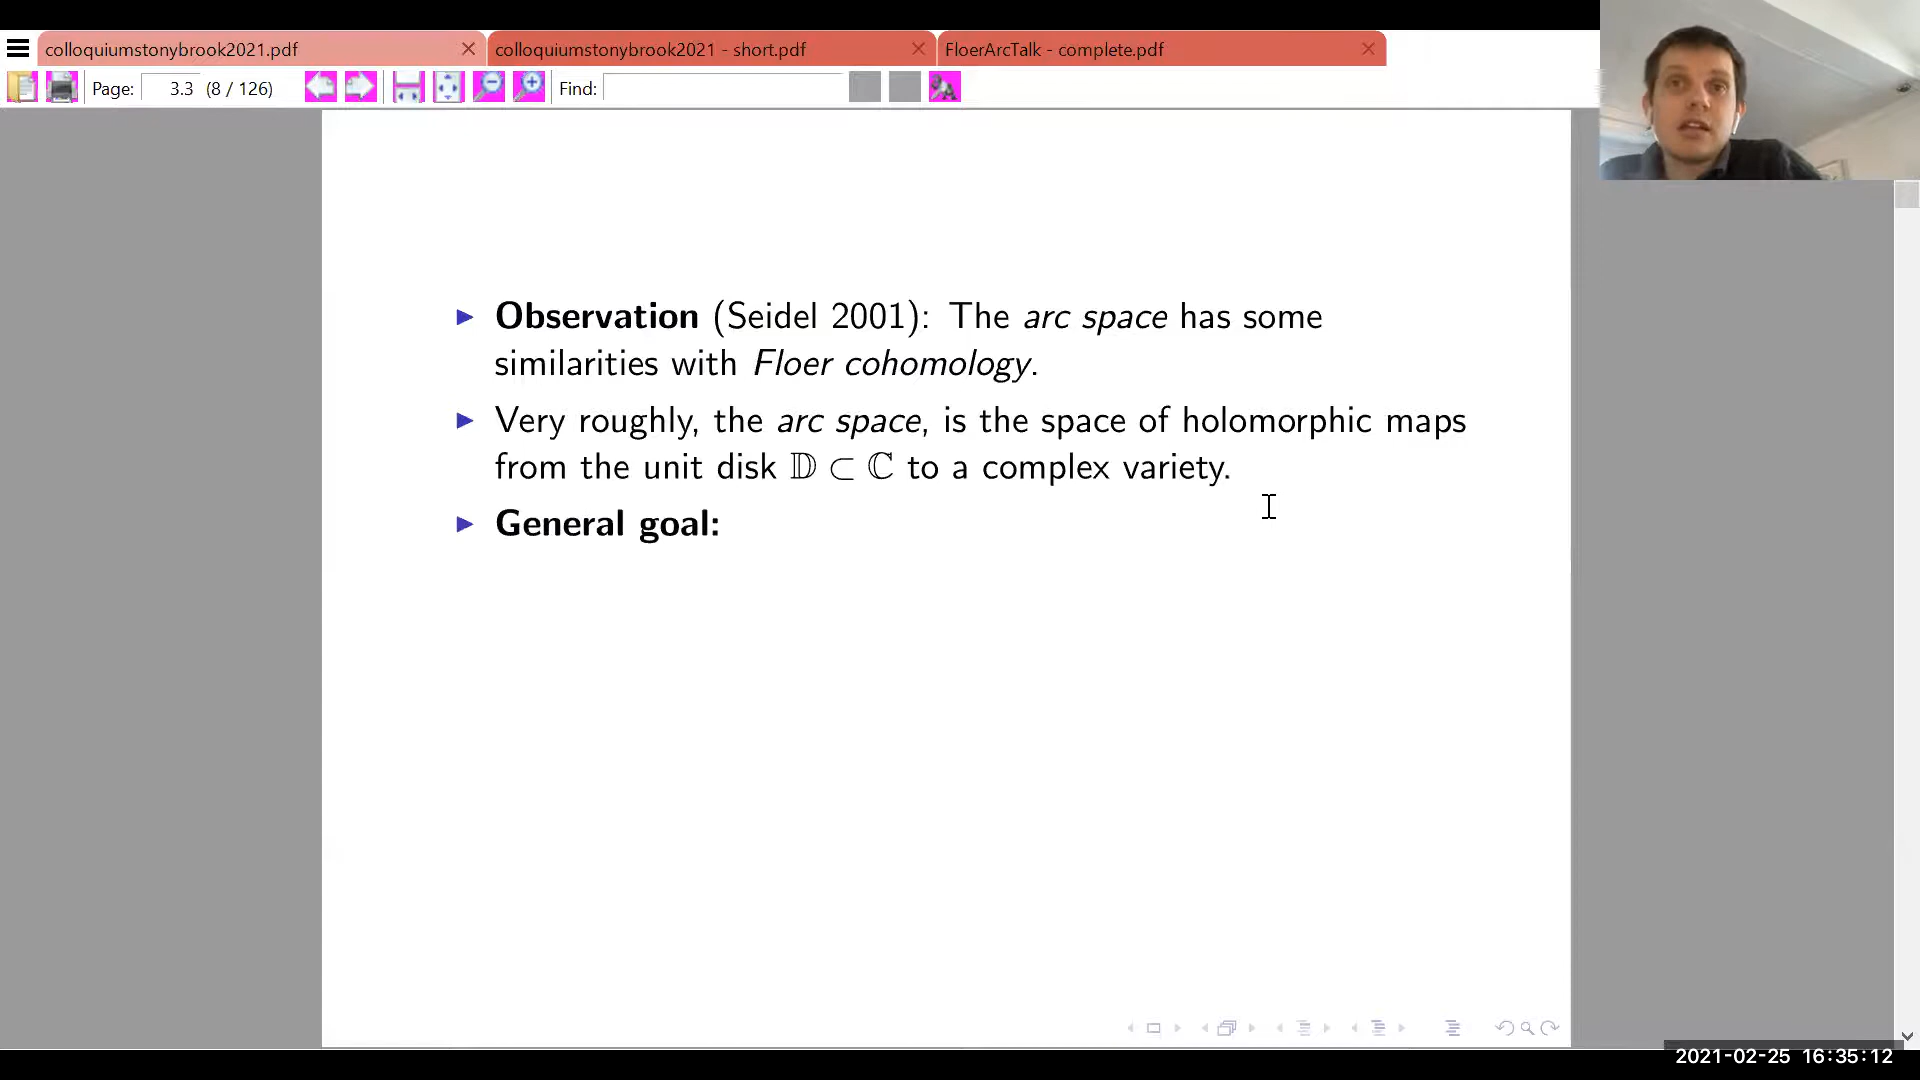 colloquiumstonybrook2021.pdf
colloquiumstonybrook2021 - short.pdf
FloerArcTalk - complete.pdf
Page: 3.3 (8 / 126) Find:
▶ Observation (Seidel 2001): The arc space has some
similarities with Floer cohomology.
▶ Very roughly, the arc space, is the space of holomorphic maps
from the unit disk 𝔻 ⊂ ℂ to a complex variety.
▶ General goal:
2021-02-25 16:35:12